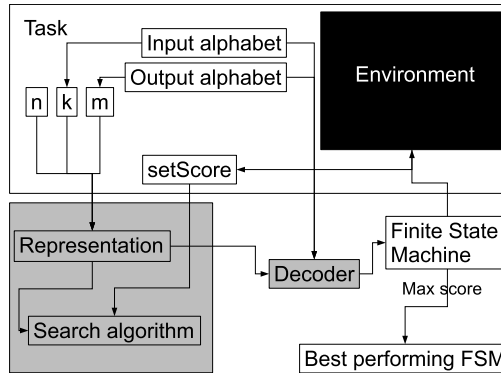 Task
Input alphabet
Output alphabet
Environment
n
k
m
setScore
Representation
Decoder
Finite State
Machine
Max score
Search algorithm
Best performing FSM